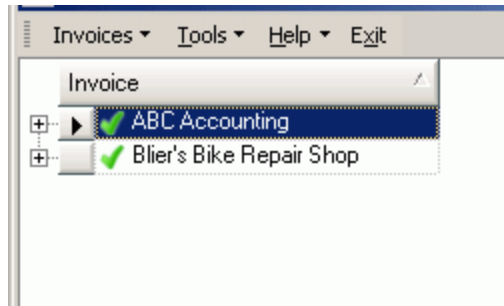 Invoices Tools Help Exit
Invoice
ABC Accounting
Blier's Bike Repair Shop